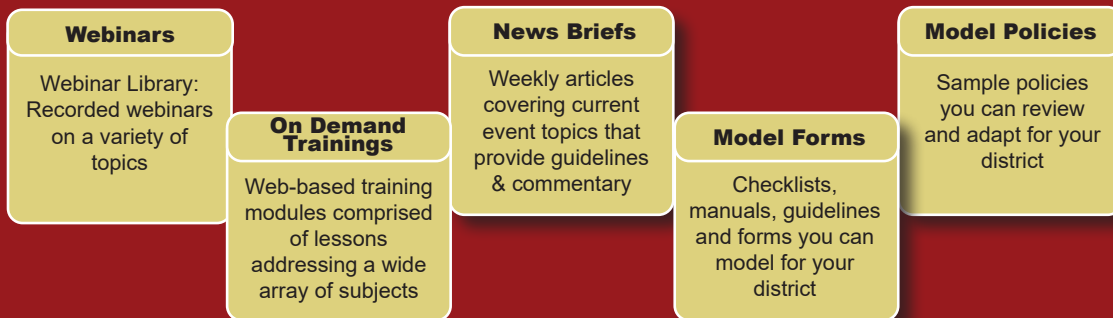 Webinars
Webinar Library:
Recorded webinars
on a variety of
topics
On Demand
Trainings
Web-based training
modules comprised
of lessons
addressing a wide
array of subjects
News Briefs
Weekly articles
covering current
event topics that
provide guidelines
& commentary
Model Forms
Checklists,
manuals, guidelines
and forms you can
model for your
district
Model Policies
Sample policies
you can review
and adapt for your
district